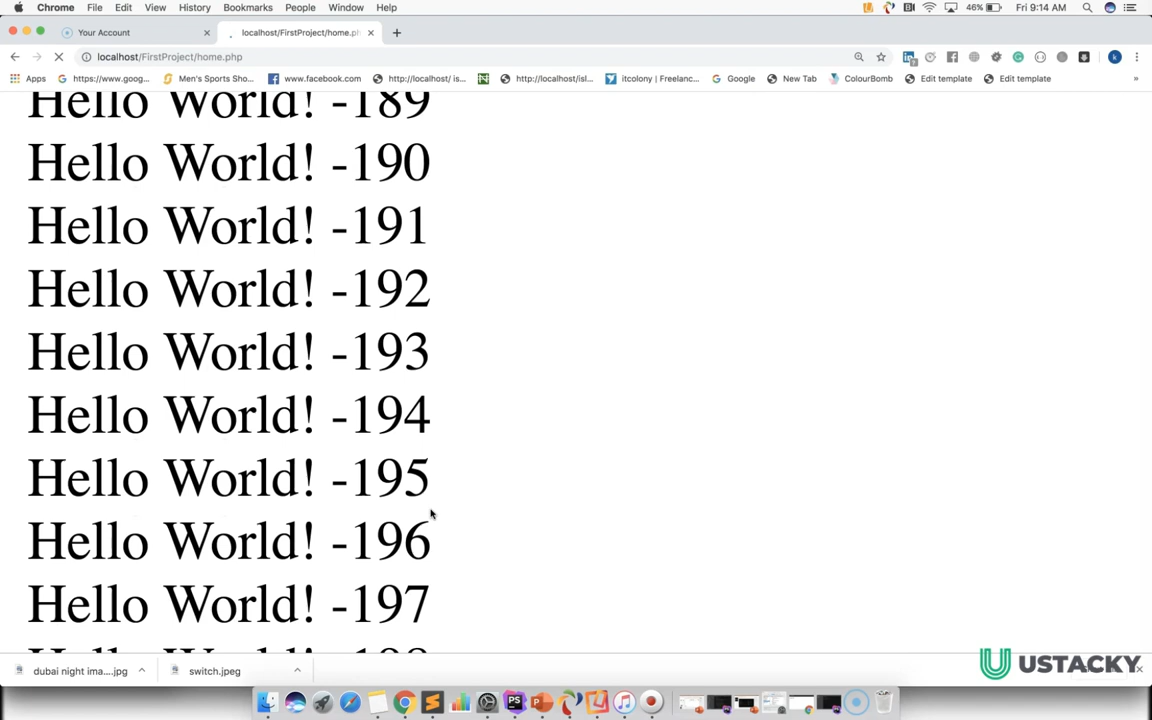 Chrome File Edit View History Bookmarks People Window Help 46% Fri 9:14 AM
Your Account localhost/FirstProject/home.ph
localhost/FirstProject/home.php
Apps https://www.goog... Men's Sports Sho... www.facebook.com http://localhost/ is... http://localhost/isl... itcolony | Freelanc... Google New Tab ColourBomb Edit template Edit template »
Hello World! -189
Hello World! -190
Hello World! -191
Hello World! -192
Hello World! -193
Hello World! -194
Hello World! -195
Hello World! -196
Hello World! -197
dubai night ima....jpg switch.jpeg
USTACKY